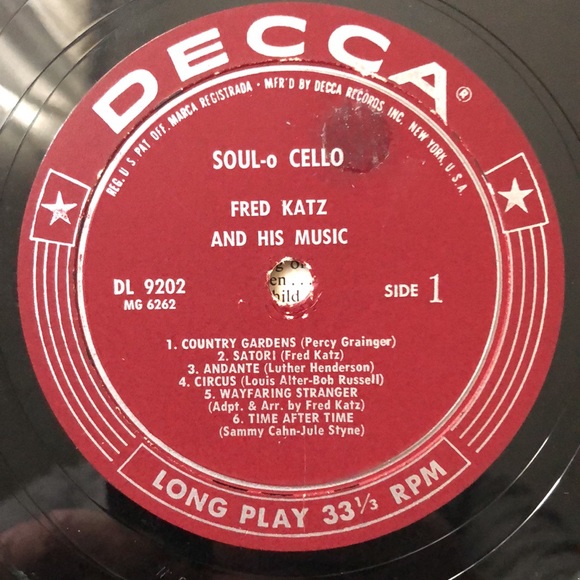 DECCA®
REG. U.S. PAT OFF. MARCA REGISTRADA • MFR'D BY DECCA RECORDS INC. NEW YORK, U.S.A.
SOUL-o CELLO
FRED KATZ
AND HIS MUSIC
DL 9202
MG 6262
SIDE 1
en...
hild
1. COUNTRY GARDENS (Percy Grainger)
2. SATORI (Fred Katz)
3. ANDANTE (Luther Henderson)
4. CIRCUS (Louis Alter-Bob Russell)
5. WAYFARING STRANGER
(Adpt. & Arr. by Fred Katz)
6. TIME AFTER TIME
(Sammy Cahn-Jule Styne)
LONG PLAY 33⅓ RPM